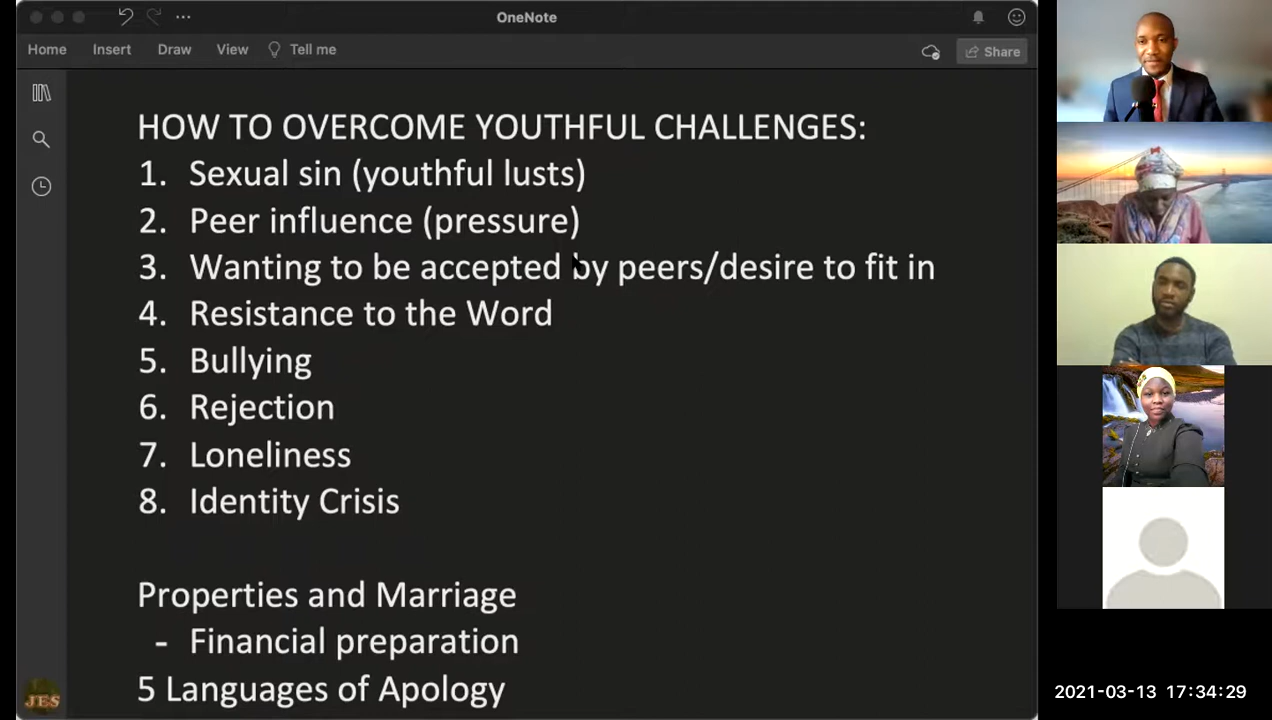 OneNote
Home Insert Draw View Tell me Share
HOW TO OVERCOME YOUTHFUL CHALLENGES:
1. Sexual sin (youthful lusts)
2. Peer influence (pressure)
3. Wanting to be accepted by peers/desire to fit in
4. Resistance to the Word
5. Bullying
6. Rejection
7. Loneliness
8. Identity Crisis
Properties and Marriage
- Financial preparation
5 Languages of Apology
JES
2021-03-13 17:34:29